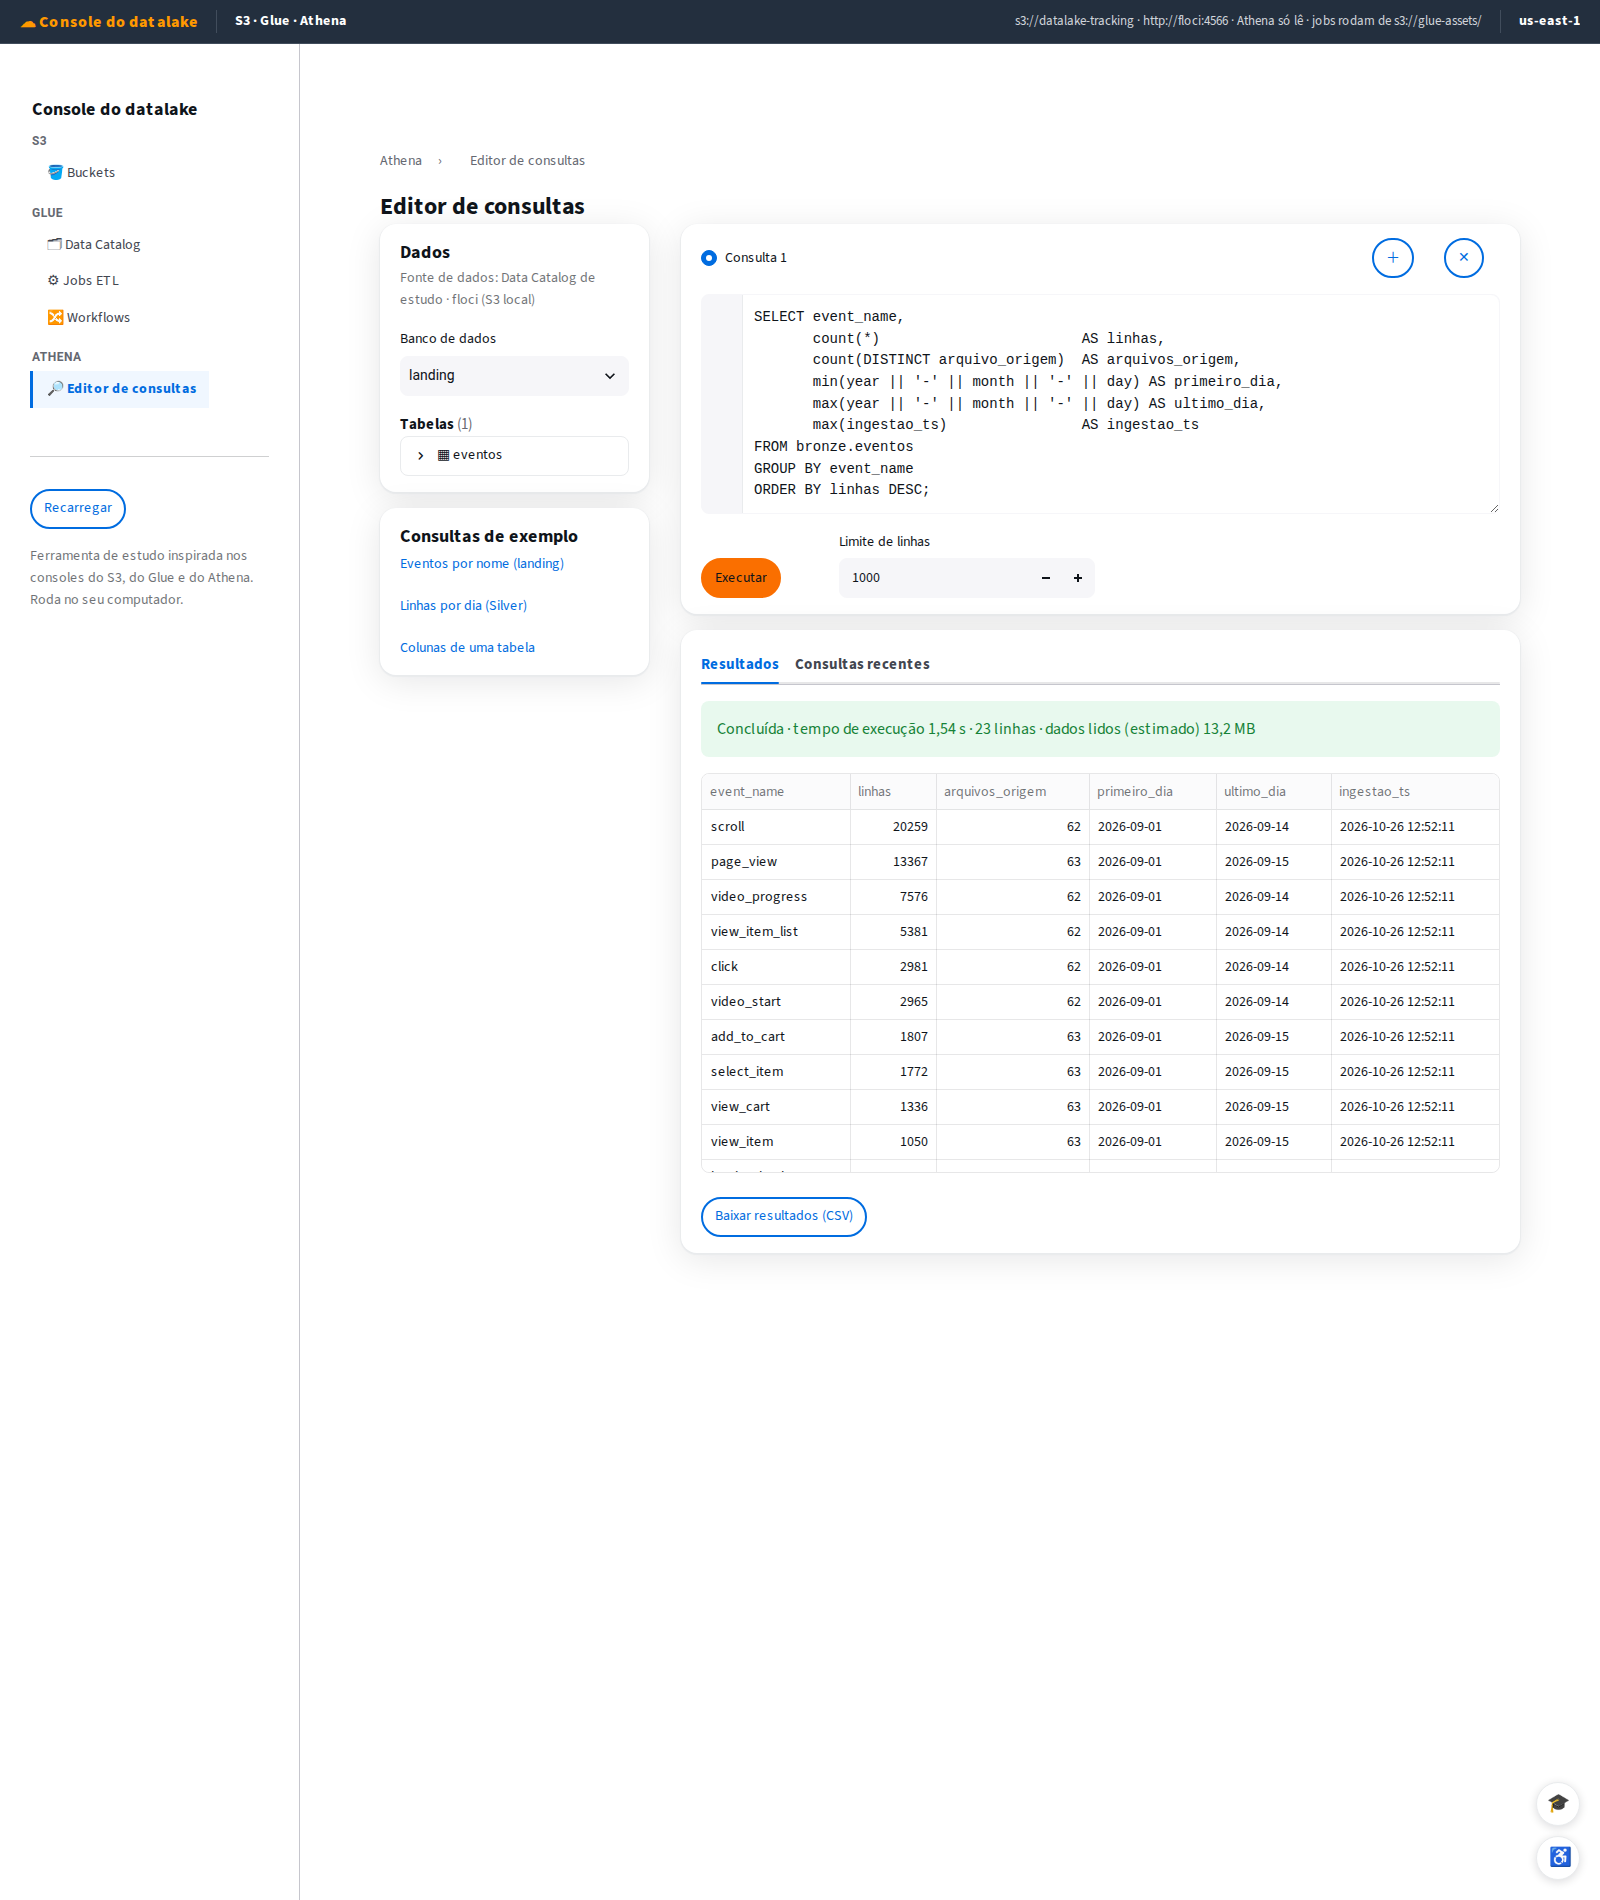 Console do datalake
S3 · Glue · Athena
s3://datalake-tracking · http://floci:4566 · Athena só lê · jobs rodam de s3://glue-assets/
us-east-1
Console do datalake
S3
Buckets
GLUE
Data Catalog
Jobs ETL
Workflows
ATHENA
Editor de consultas
Recarregar
Ferramenta de estudo inspirada nos
consoles do S3, do Glue e do Athena.
Roda no seu computador.
Athena › Editor de consultas
Editor de consultas
Dados
Fonte de dados: Data Catalog de
estudo · floci (S3 local)
Banco de dados
landing
Tabelas (1)
eventos
Consultas de exemplo
Eventos por nome (landing)
Linhas por dia (Silver)
Colunas de uma tabela
Consulta 1
SELECT event_name,
count(*) AS linhas,
count(DISTINCT arquivo_origem) AS arquivos_origem,
min(year || '-' || month || '-' || day) AS primeiro_dia,
max(year || '-' || month || '-' || day) AS ultimo_dia,
max(ingestao_ts) AS ingestao_ts
FROM bronze.eventos
GROUP BY event_name
ORDER BY linhas DESC;
Limite de linhas
Executar
1000
Resultados
Consultas recentes
Concluída · tempo de execução 1,54 s · 23 linhas · dados lidos (estimado) 13,2 MB
event_name linhas arquivos_origem primeiro_dia ultimo_dia ingestao_ts
scroll 20259 62 2026-09-01 2026-09-14 2026-10-26 12:52:11
page_view 13367 63 2026-09-01 2026-09-15 2026-10-26 12:52:11
video_progress 7576 62 2026-09-01 2026-09-14 2026-10-26 12:52:11
view_item_list 5381 62 2026-09-01 2026-09-14 2026-10-26 12:52:11
click 2981 62 2026-09-01 2026-09-14 2026-10-26 12:52:11
video_start 2965 62 2026-09-01 2026-09-14 2026-10-26 12:52:11
add_to_cart 1807 63 2026-09-01 2026-09-15 2026-10-26 12:52:11
select_item 1772 63 2026-09-01 2026-09-15 2026-10-26 12:52:11
view_cart 1336 63 2026-09-01 2026-09-15 2026-10-26 12:52:11
view_item 1050 63 2026-09-01 2026-09-15 2026-10-26 12:52:11
Baixar resultados (CSV)